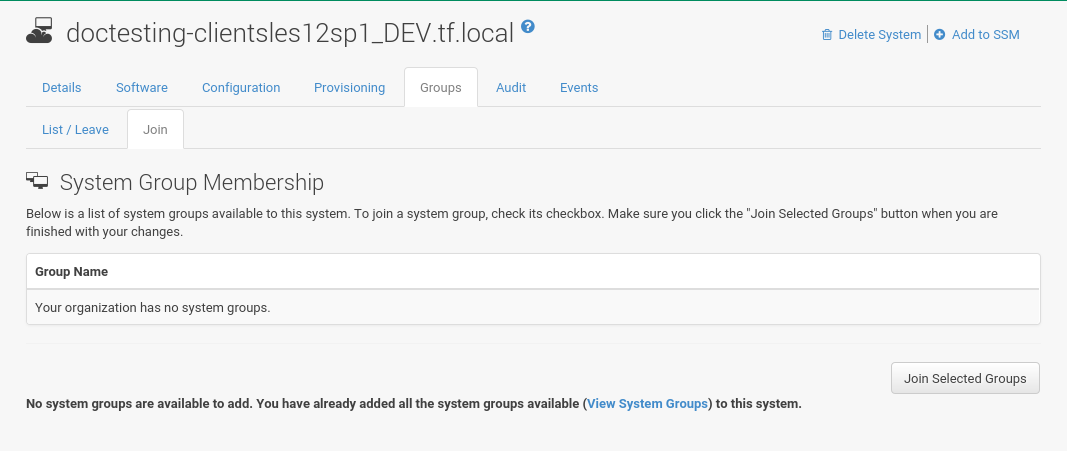 doctesting-clientsles12sp1_DEV.tf.local ?
Delete System | Add to SSM
Details Software Configuration Provisioning Groups Audit Events
List / Leave Join
System Group Membership
Below is a list of system groups available to this system. To join a system group, check its checkbox. Make sure you click the "Join Selected Groups" button when you are
finished with your changes.
Group Name
Your organization has no system groups.
Join Selected Groups
No system groups are available to add. You have already added all the system groups available (View System Groups) to this system.